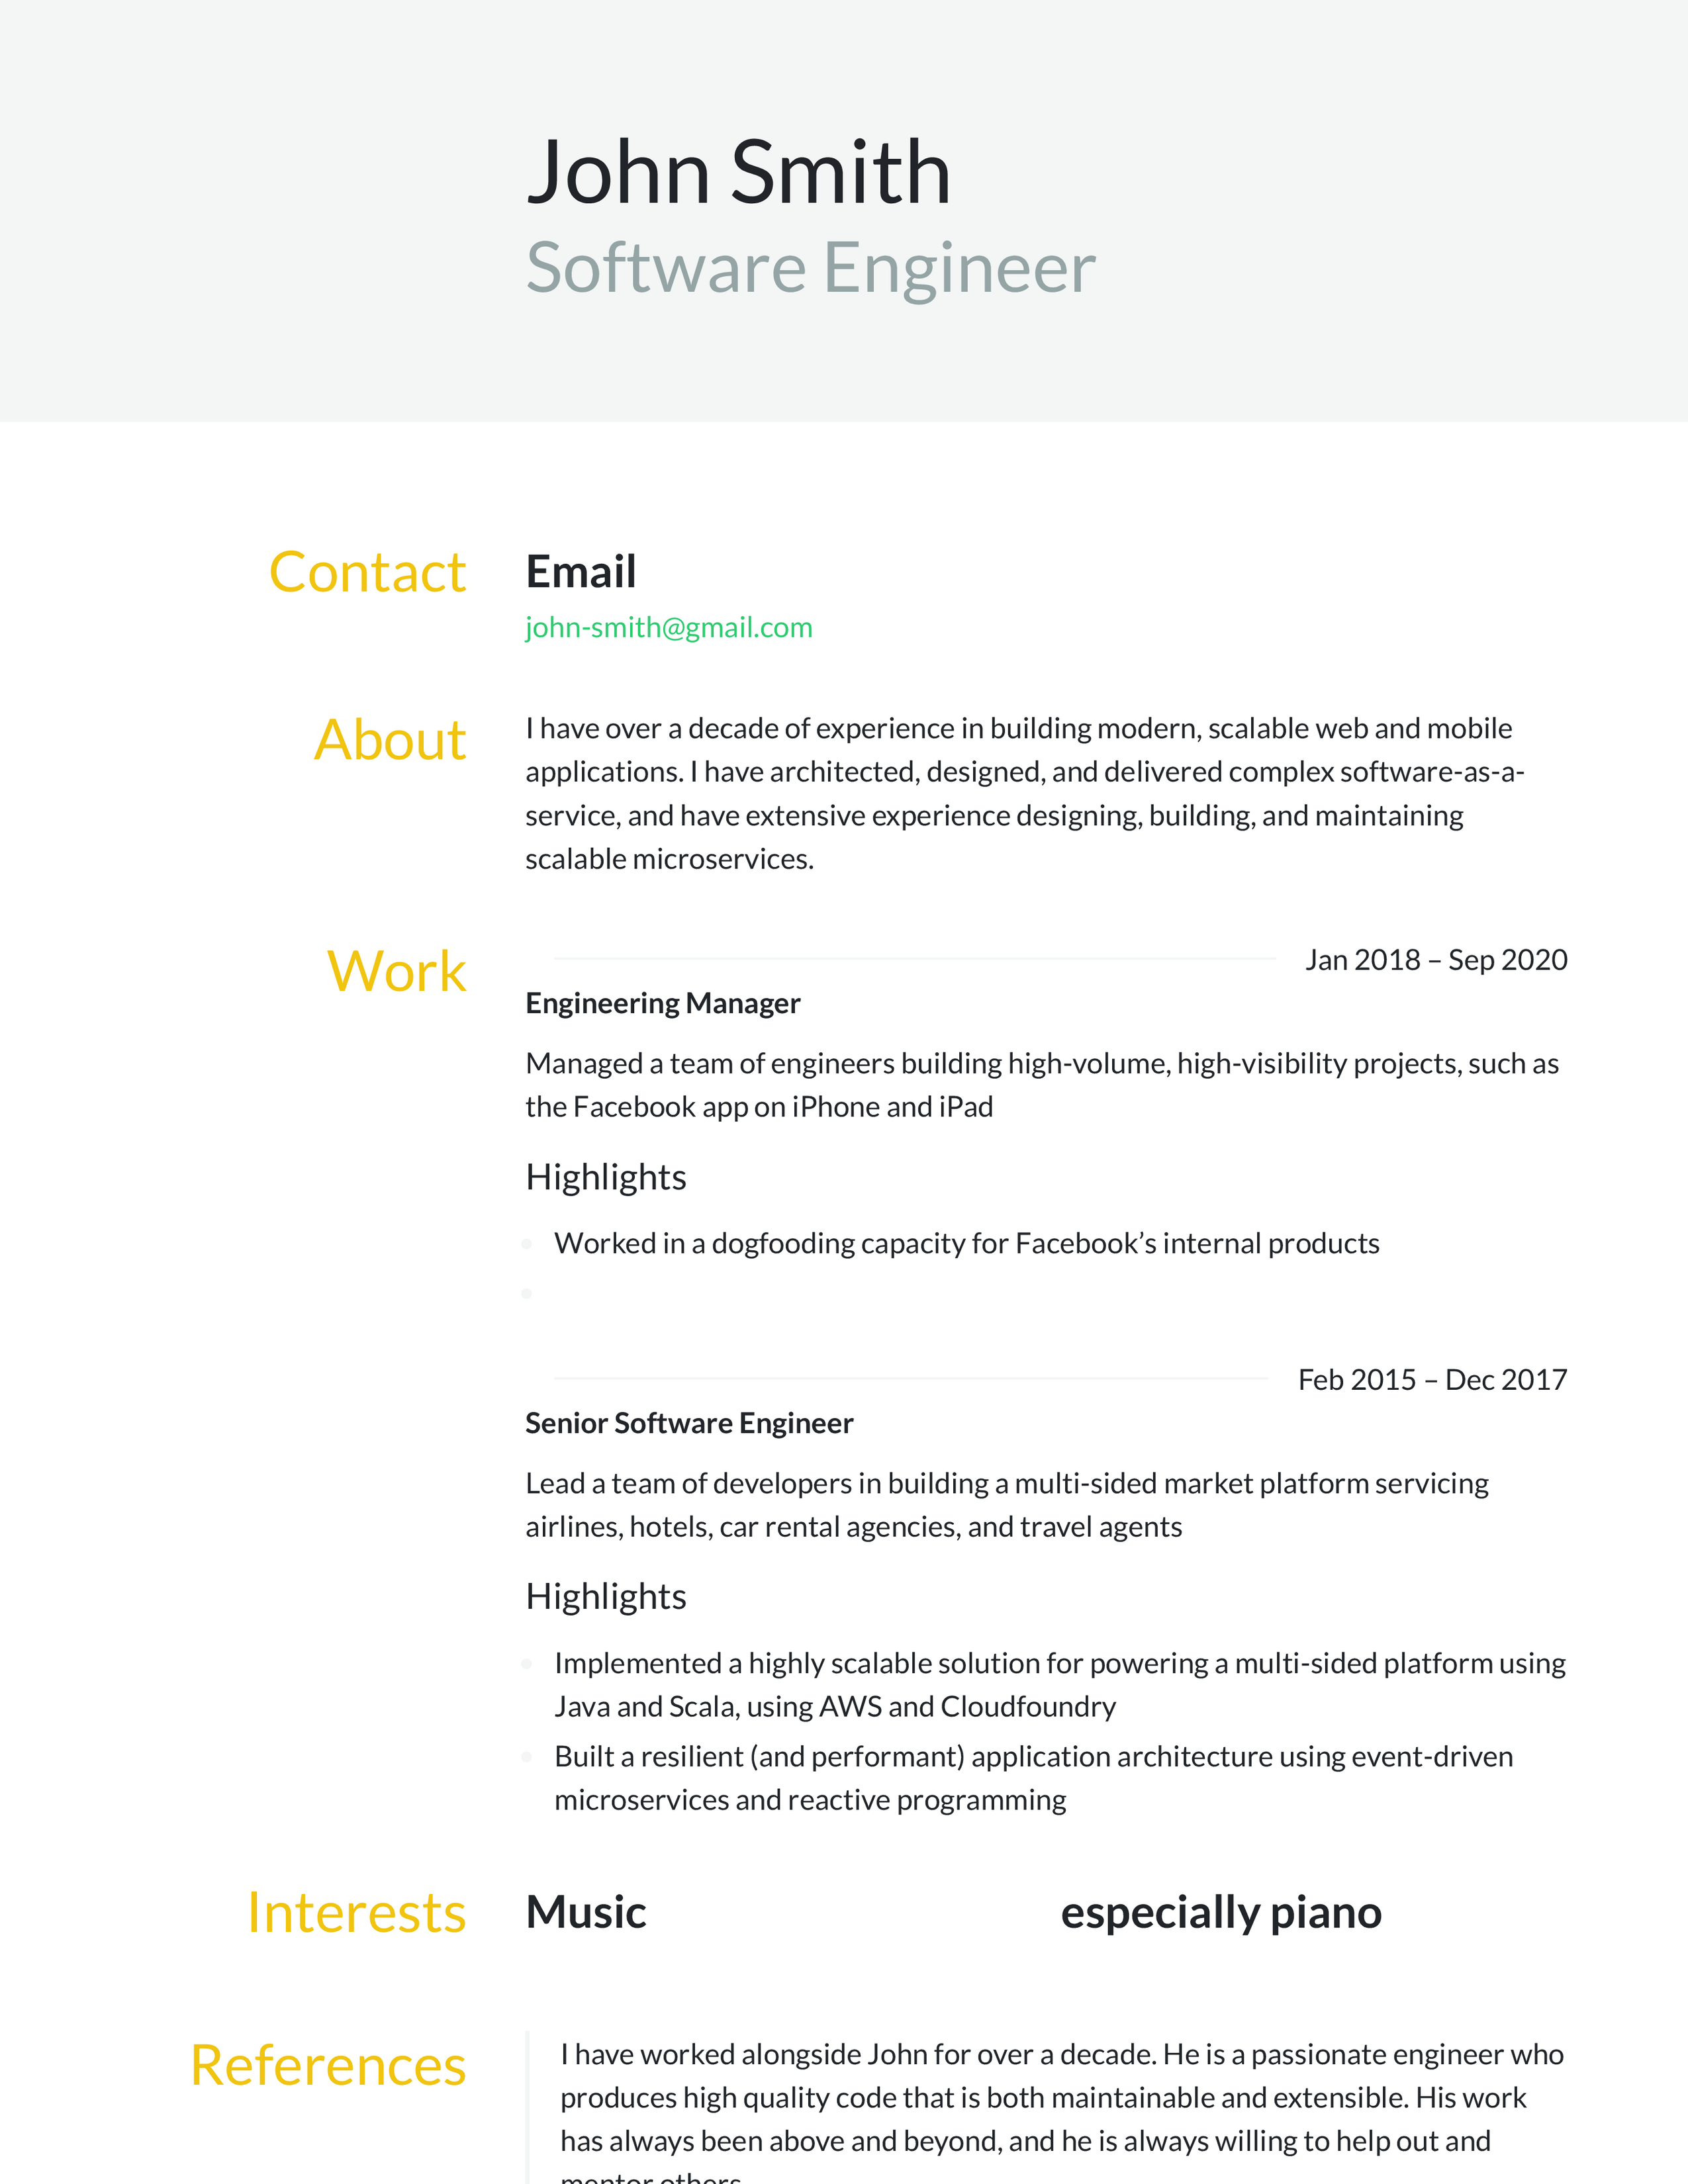 John Smith
Software Engineer
Contact
Email
john-smith@gmail.com
About
I have over a decade of experience in building modern, scalable web and mobile
applications. I have architected, designed, and delivered complex software-as-a-
service, and have extensive experience designing, building, and maintaining
scalable microservices.
Work
Jan 2018 – Sep 2020
Engineering Manager
Managed a team of engineers building high-volume, high-visibility projects, such as
the Facebook app on iPhone and iPad
Highlights
Worked in a dogfooding capacity for Facebook’s internal products
Feb 2015 – Dec 2017
Senior Software Engineer
Lead a team of developers in building a multi-sided market platform servicing
airlines, hotels, car rental agencies, and travel agents
Highlights
Implemented a highly scalable solution for powering a multi-sided platform using
Java and Scala, using AWS and Cloudfoundry
Built a resilient (and performant) application architecture using event-driven
microservices and reactive programming
Interests
Music especially piano
References
I have worked alongside John for over a decade. He is a passionate engineer who
produces high quality code that is both maintainable and extensible. His work
has always been above and beyond, and he is always willing to help out and
mentor others